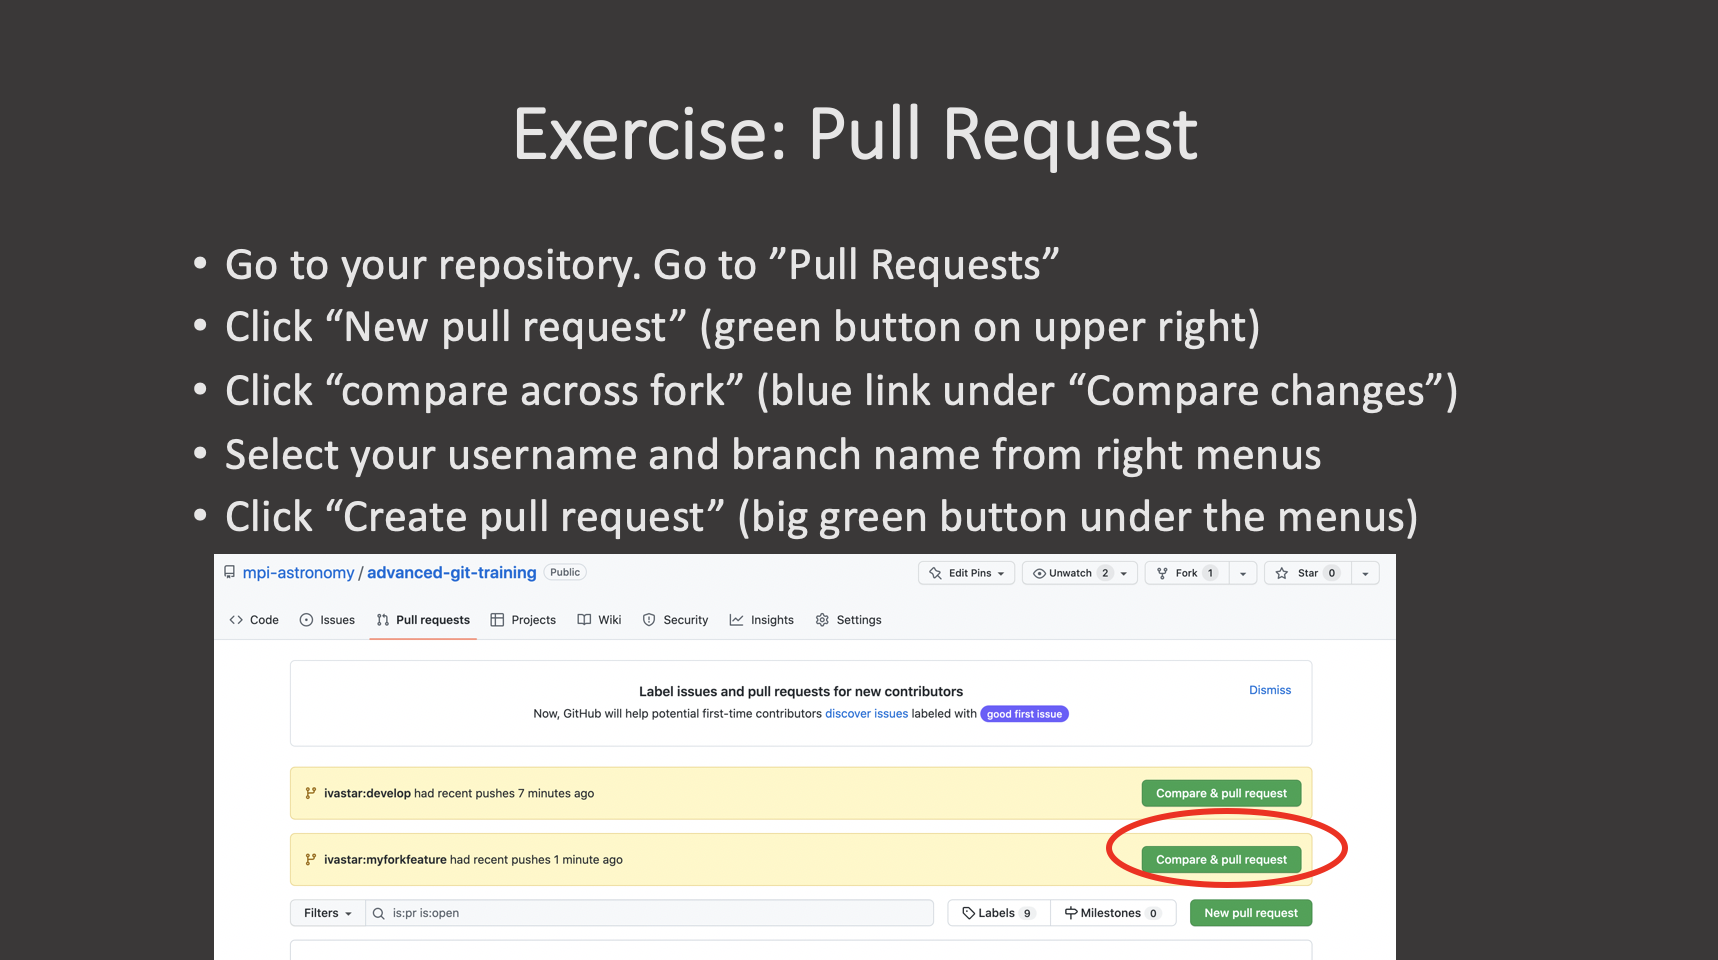 Exercise: Pull Request
• Go to your repository. Go to ”Pull Requests”
• Click “New pull request” (green button on upper right)
• Click “compare across fork” (blue link under “Compare changes”)
• Select your username and branch name from right menus
• Click “Create pull request” (big green button under the menus)
mpi-astronomy / advanced-git-training Public Edit Pins Unwatch 2 Fork 1 Star 0
Code Issues Pull requests Projects Wiki Security Insights Settings
Label issues and pull requests for new contributors Dismiss
Now, GitHub will help potential first-time contributors discover issues labeled with good first issue
ivastar:develop had recent pushes 7 minutes ago Compare & pull request
ivastar:myforkfeature had recent pushes 1 minute ago Compare & pull request
Filters is:pr is:open Labels 9 Milestones 0 New pull request